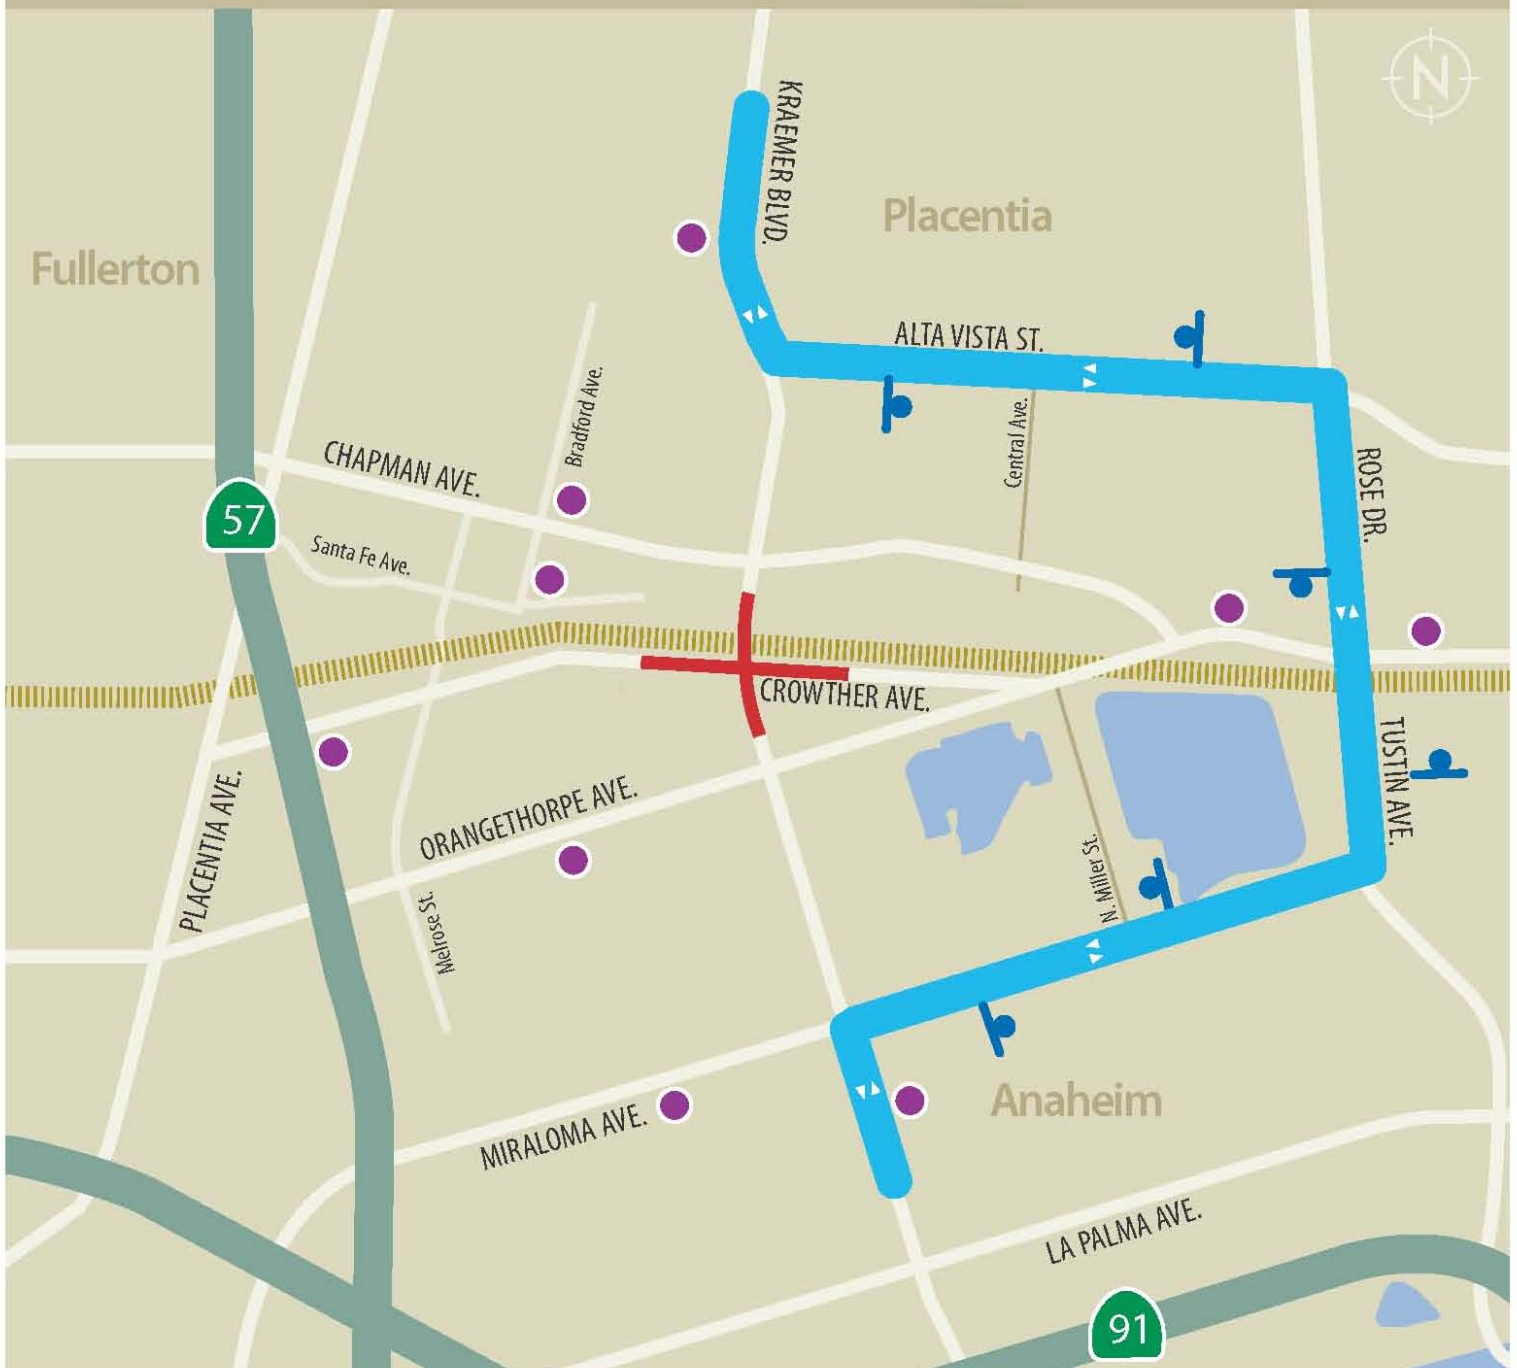 N
KRAEMER BLVD.
Placentia
Fullerton
ALTA VISTA ST.
Bradford Ave.
Central Ave.
CHAPMAN AVE.
ROSE DR.
57
Santa Fe Ave.
CROWTHER AVE.
TUSTIN AVE.
PLACENTIA AVE.
ORANGETHORPE AVE.
N. Miller St.
Melrose St.
Anaheim
MIRALOMA AVE.
LA PALMA AVE.
91